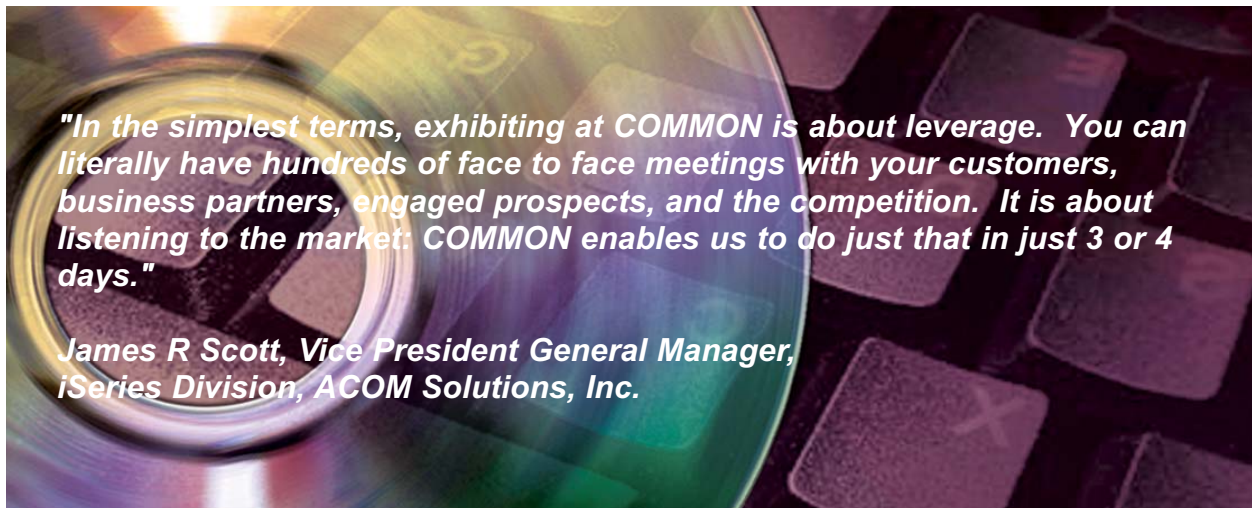 "In the simplest terms, exhibiting at COMMON is about leverage.  You can
literally have hundreds of face to face meetings with your customers,
business partners, engaged prospects, and the competition.  It is about
listening to the market: COMMON enables us to do just that in just 3 or 4
days."
James R Scott, Vice President General Manager,
iSeries Division, ACOM Solutions, Inc.
X